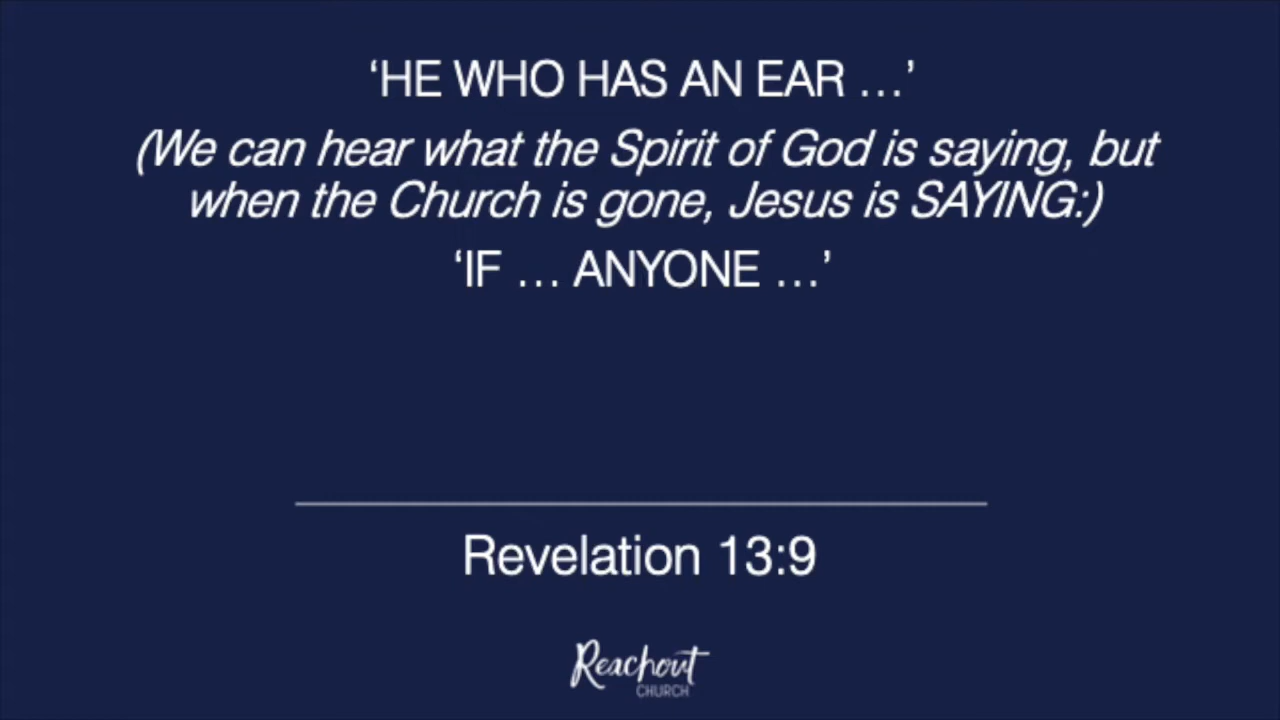 ‘HE WHO HAS AN EAR …’
(We can hear what the Spirit of God is saying, but
when the Church is gone, Jesus is SAYING:)
‘IF … ANYONE …’
Revelation 13:9
Reachout
CHURCH